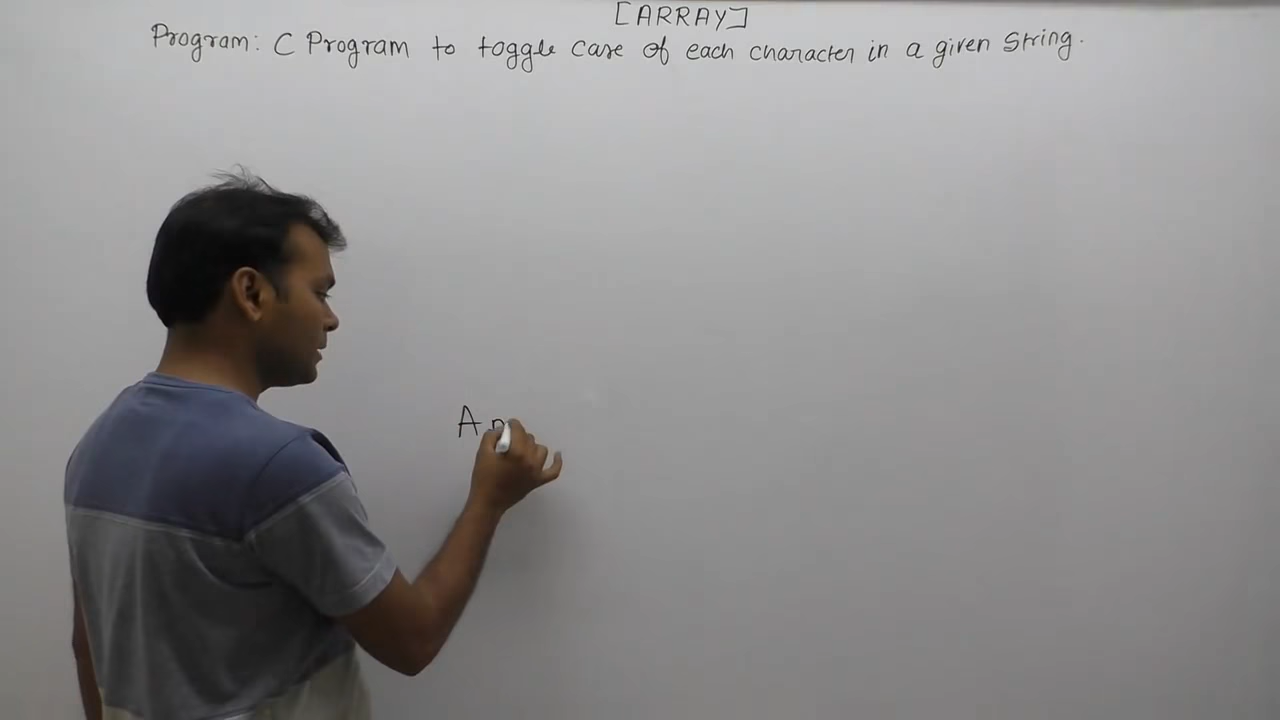 [ARRAY]
Program: C Program to toggle case of each character in a given String.
A n